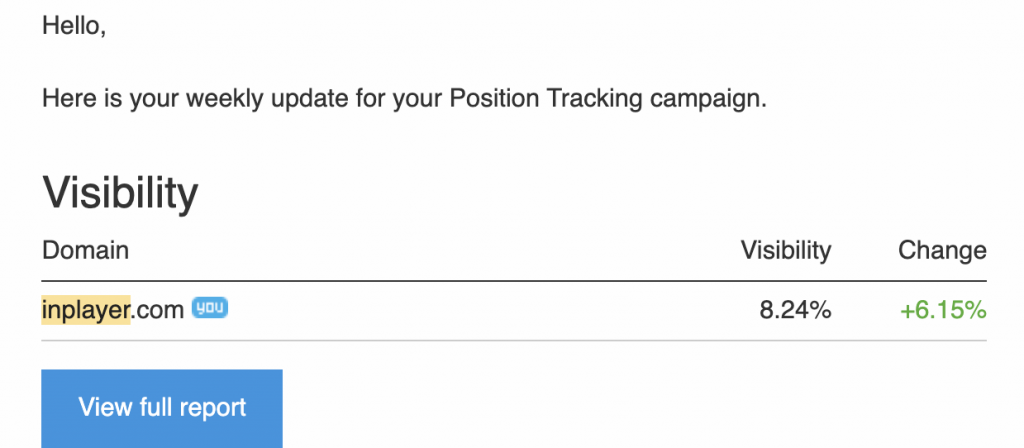 Hello,
Here is your weekly update for your Position Tracking campaign.
Visibility
Domain Visibility Change
inplayer.com you 8.24% +6.15%
View full report